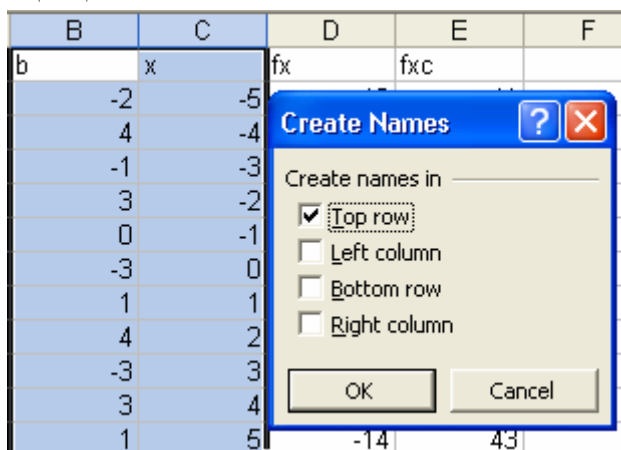 B C D E F
b x fx fxc
-2 -5
4 -4
-1 -3
3 -2
0 -1
-3 0
1 1
4 2
-3 3
3 4
1 5 -14 43
Create Names
Create names in
Top row
Left column
Bottom row
Right column
OK Cancel